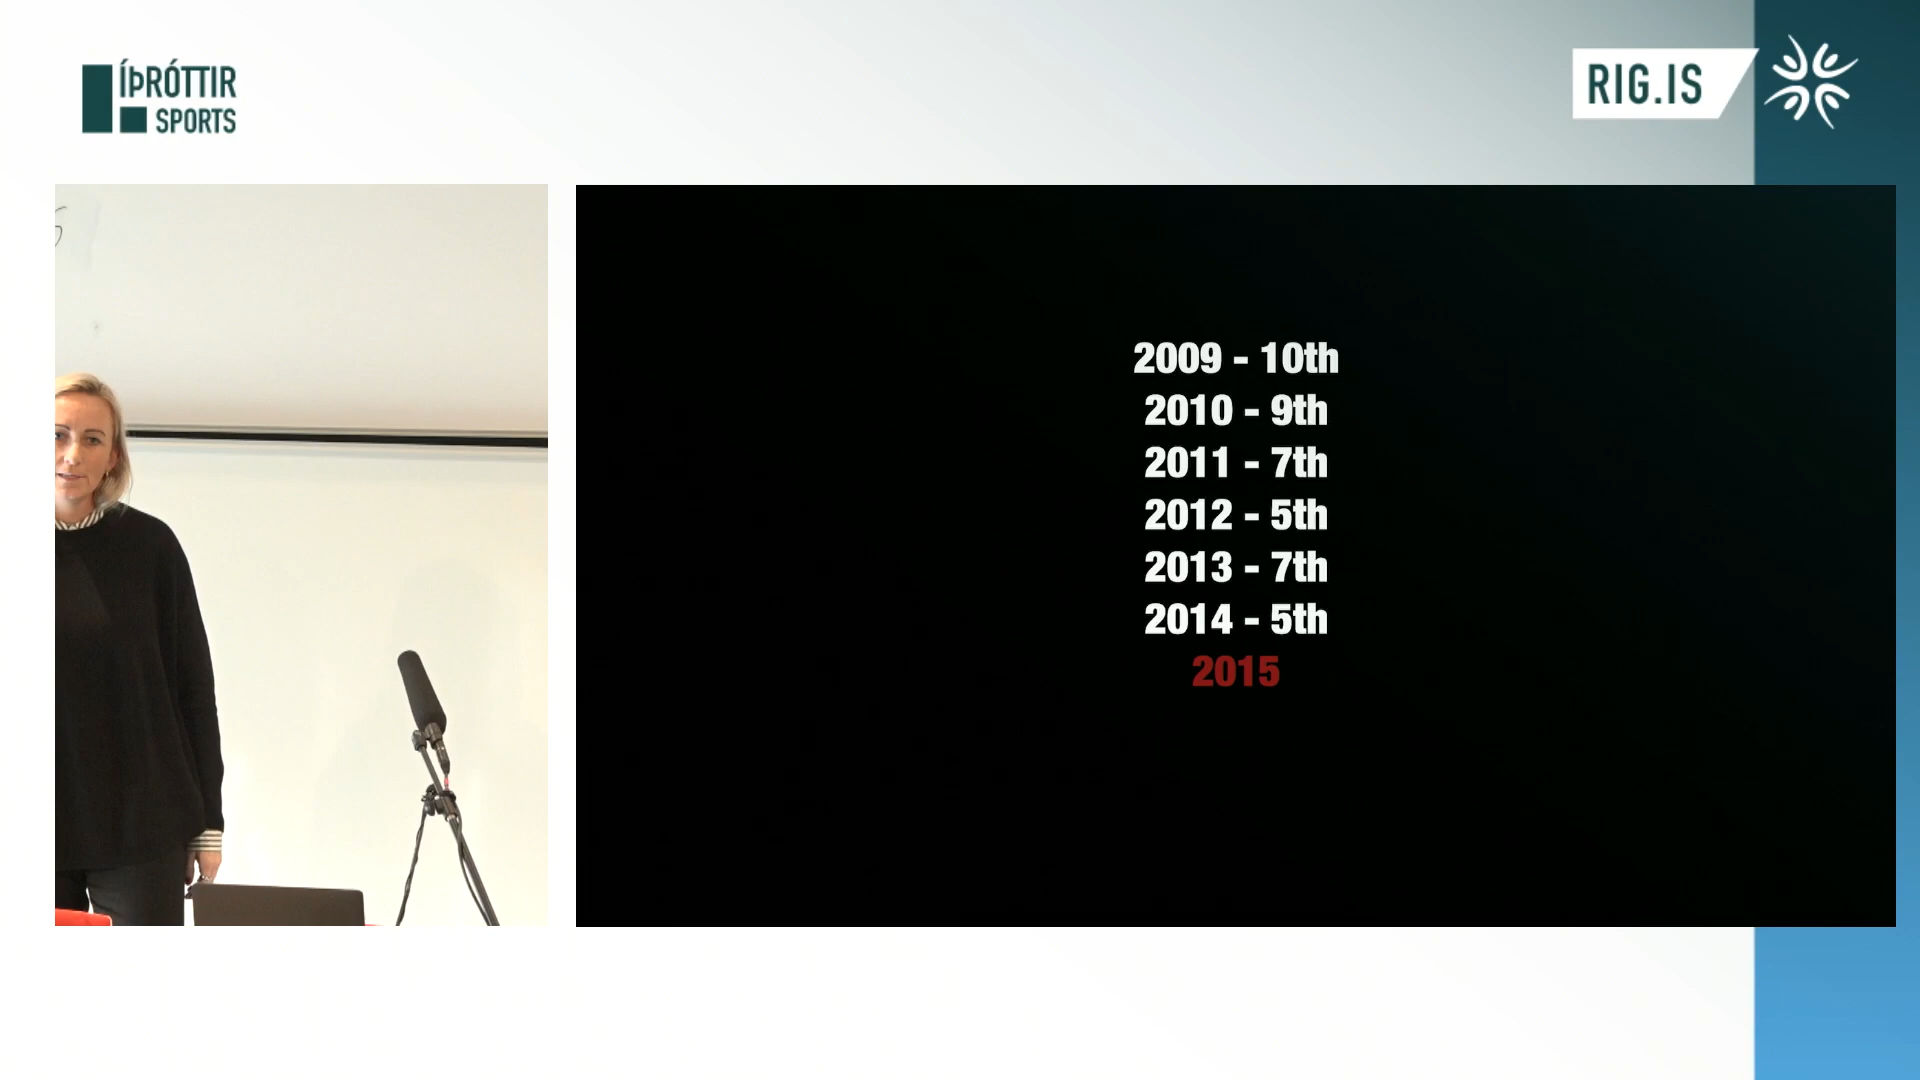 ÍÞRÓTTIR
SPORTS
RIG.IS
2009 - 10th
2010 - 9th
2011 - 7th
2012 - 5th
2013 - 7th
2014 - 5th
2015